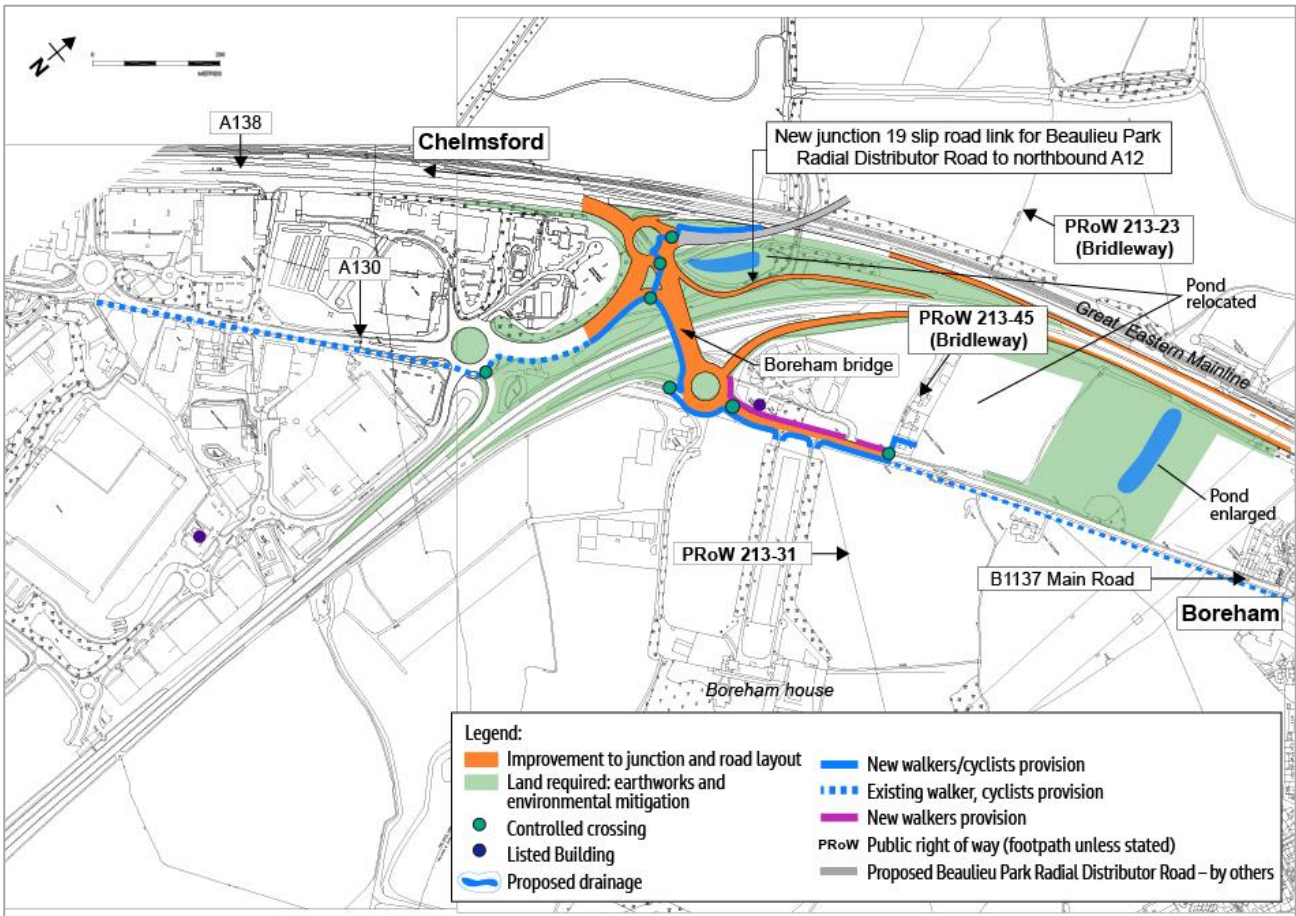 N
0
200
METRES
A138
Chelmsford
New junction 19 slip road link for Beaulieu Park
Radial Distributor Road to northbound A12
PRoW 213-23
(Bridleway)
A130
Pond
relocated
PRoW 213-45
(Bridleway)
Great Eastern Mainline
Boreham bridge
Pond
enlarged
PRoW 213-31
B1137 Main Road
Boreham
Boreham house
Legend:
Improvement to junction and road layout
Land required: earthworks and
environmental mitigation
Controlled crossing
Listed Building
Proposed drainage
New walkers/cyclists provision
Existing walker, cyclists provision
New walkers provision
PRoW Public right of way (footpath unless stated)
Proposed Beaulieu Park Radial Distributor Road – by others